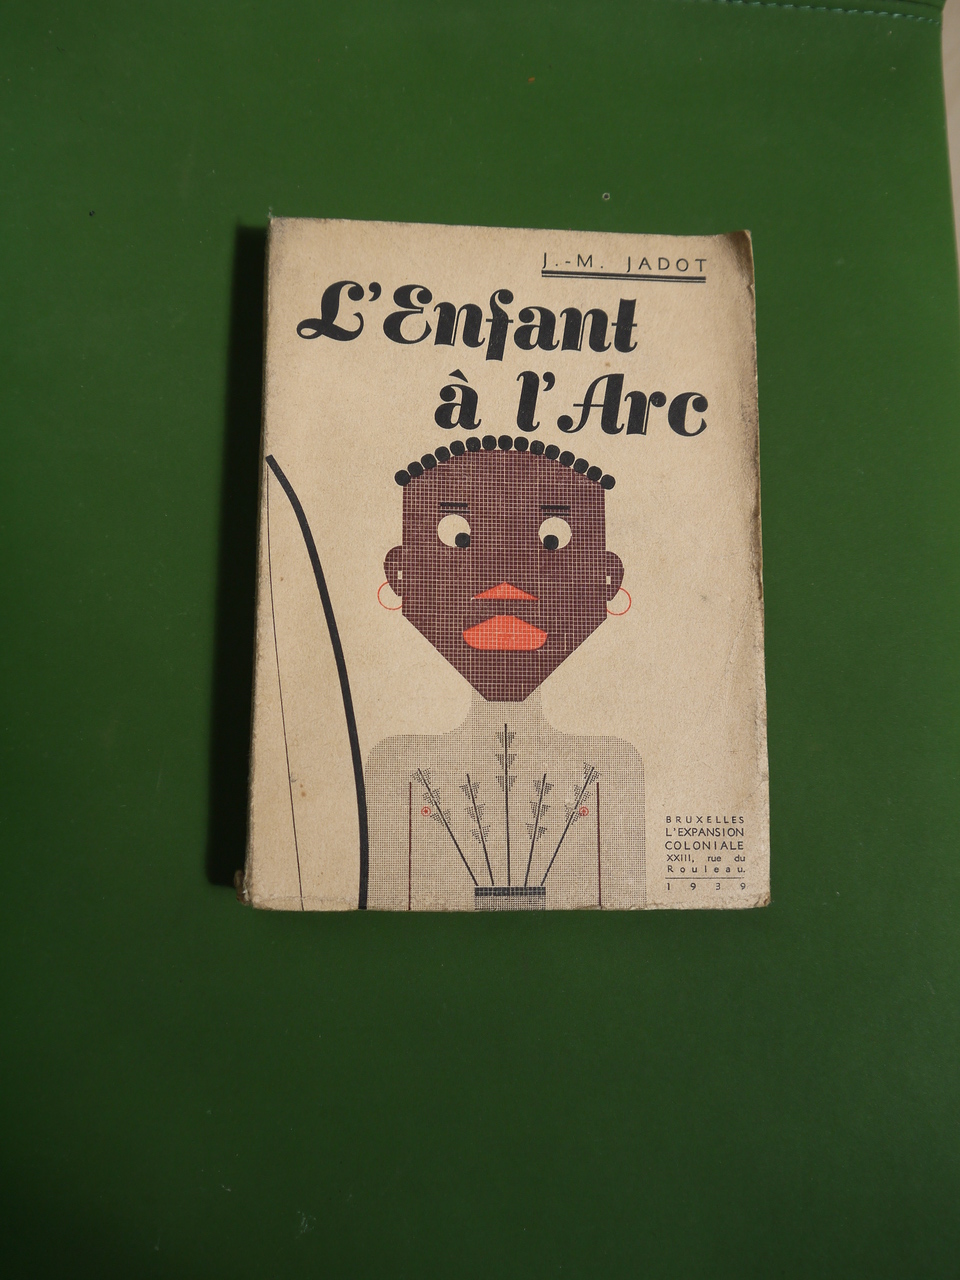 J.-M. JADOT
L'Enfant
à l'Arc
BRUXELLES
L'EXPANSION
COLONIALE
XXIII, rue du
Rouleau.
1939